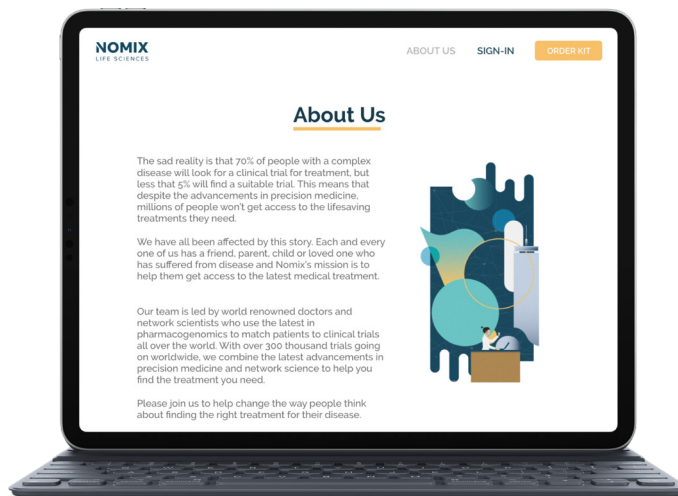 NOMIX
LIFE SCIENCES
ABOUT US
SIGN-IN
ORDER KIT
About Us
The sad reality is that 70% of people with a complex
disease will look for a clinical trial for treatment, but
less that 5% will find a suitable trial. This means that
despite the advancements in precision medicine,
millions of people won't get access to the lifesaving
treatments they need.
We have all been affected by this story. Each and every
one of us has a friend, parent, child or loved one who
has suffered from disease and Nomix's mission is to
help them get access to the latest medical treatment.
Our team is led by world renowned doctors and
network scientists who use the latest in
pharmacogenomics to match patients to clinical trials
all over the world. With over 300 thousand trials going
on worldwide, we combine the latest advancements in
precision medicine and network science to help you
find the treatment you need.
Please join us to help change the way people think
about finding the right treatment for their disease.